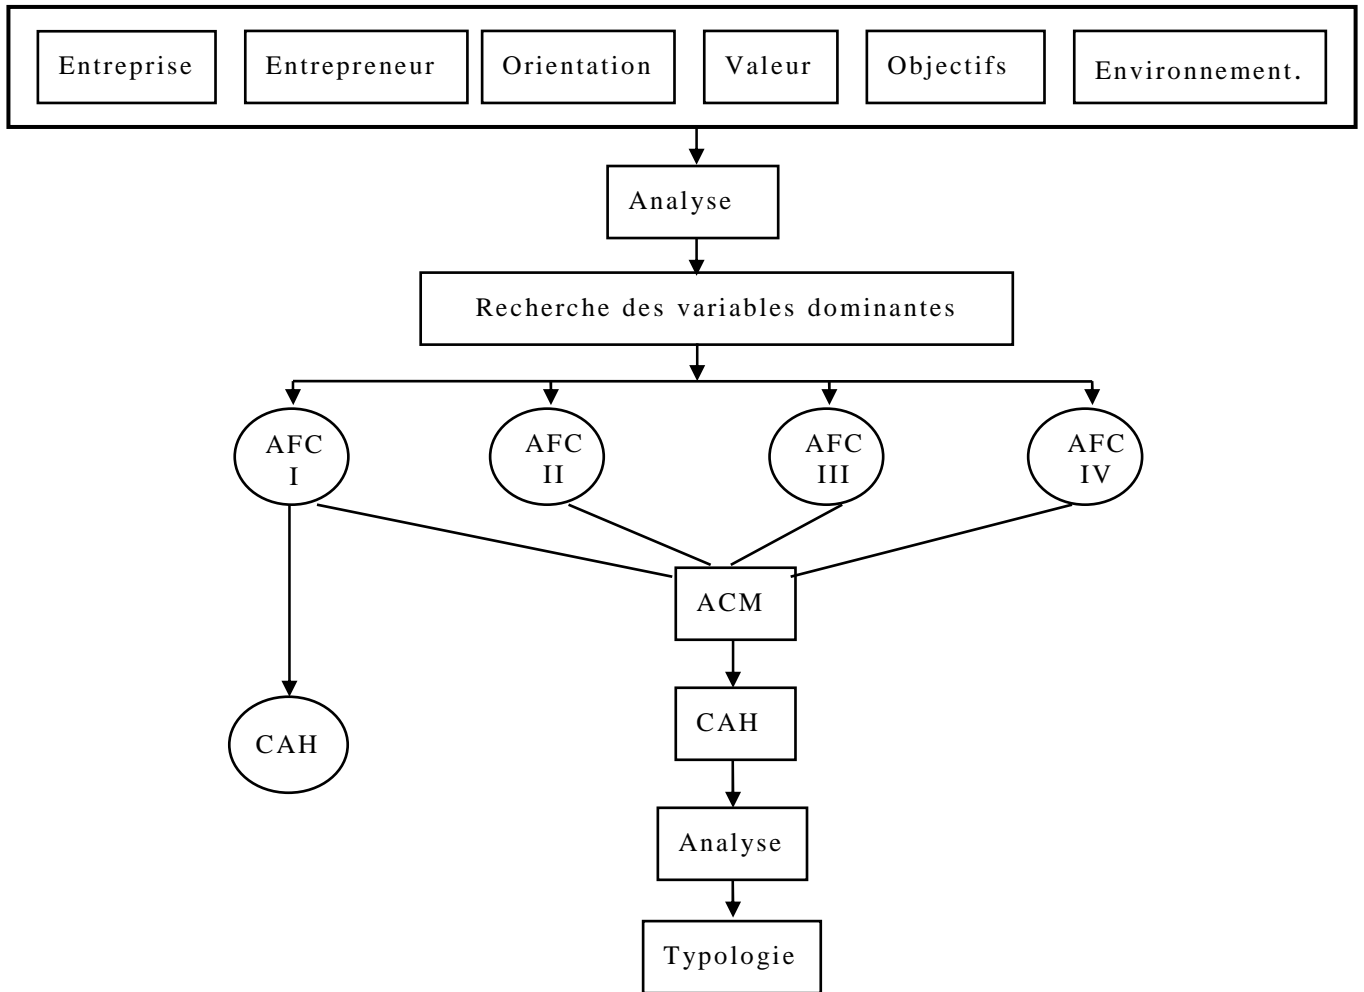 Entreprise
Entrepreneur
Orientation
Valeur
Objectifs
Environnement.
Analyse
Recherche des variables dominantes
AFC
I
AFC
II
AFC
III
AFC
IV
ACM
CAH
CAH
Analyse
Typologie